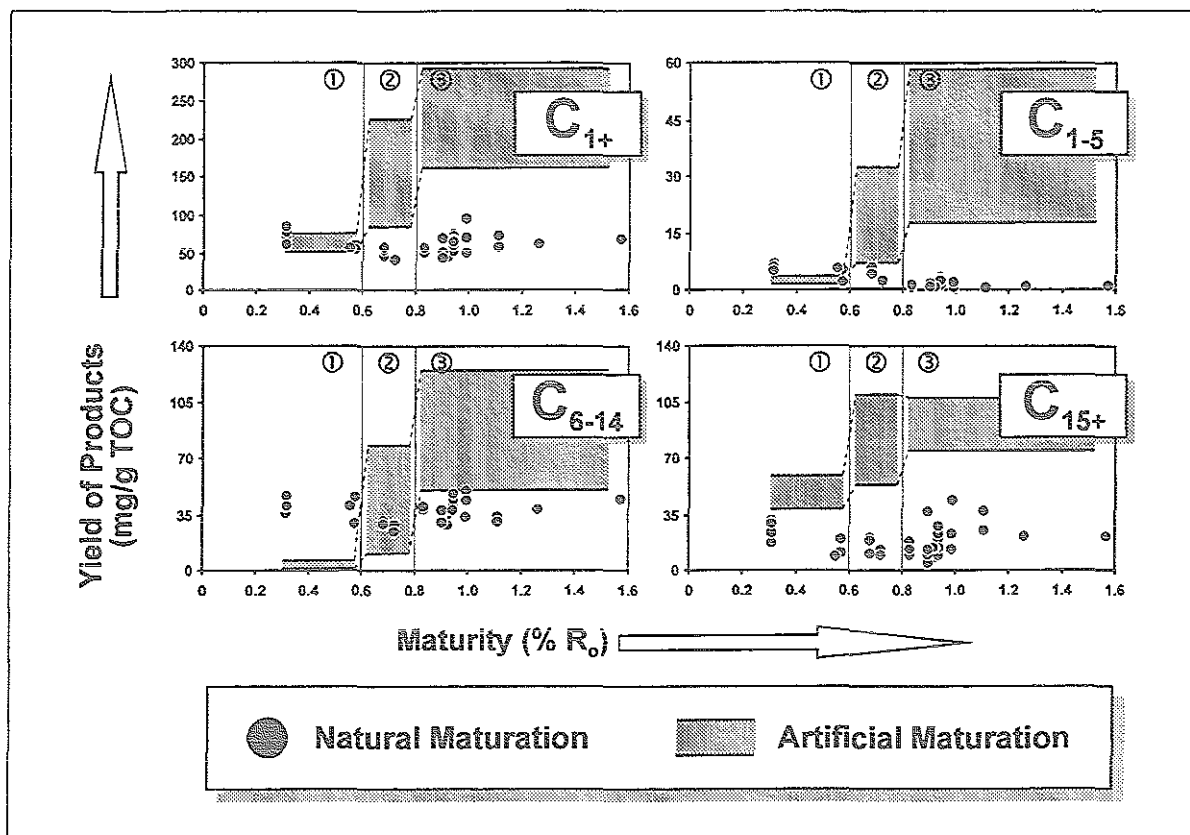 300
250
200
150
100
50
0
0 0.2 0.4 0.6 0.8 1.0 1.2 1.4 1.6
① ② ③
C1+
60
45
30
15
0
0 0.2 0.4 0.6 0.8 1.0 1.2 1.4 1.6
① ② ③
C1-5
140
105
70
35
0
0 0.2 0.4 0.6 0.8 1.0 1.2 1.4 1.6
① ② ③
C6-14
140
105
70
35
0
0 0.2 0.4 0.6 0.8 1.0 1.2 1.4 1.6
① ② ③
C15+
Yield of Products
(mg/g TOC)
Maturity (% Ro)
Natural Maturation
Artificial Maturation